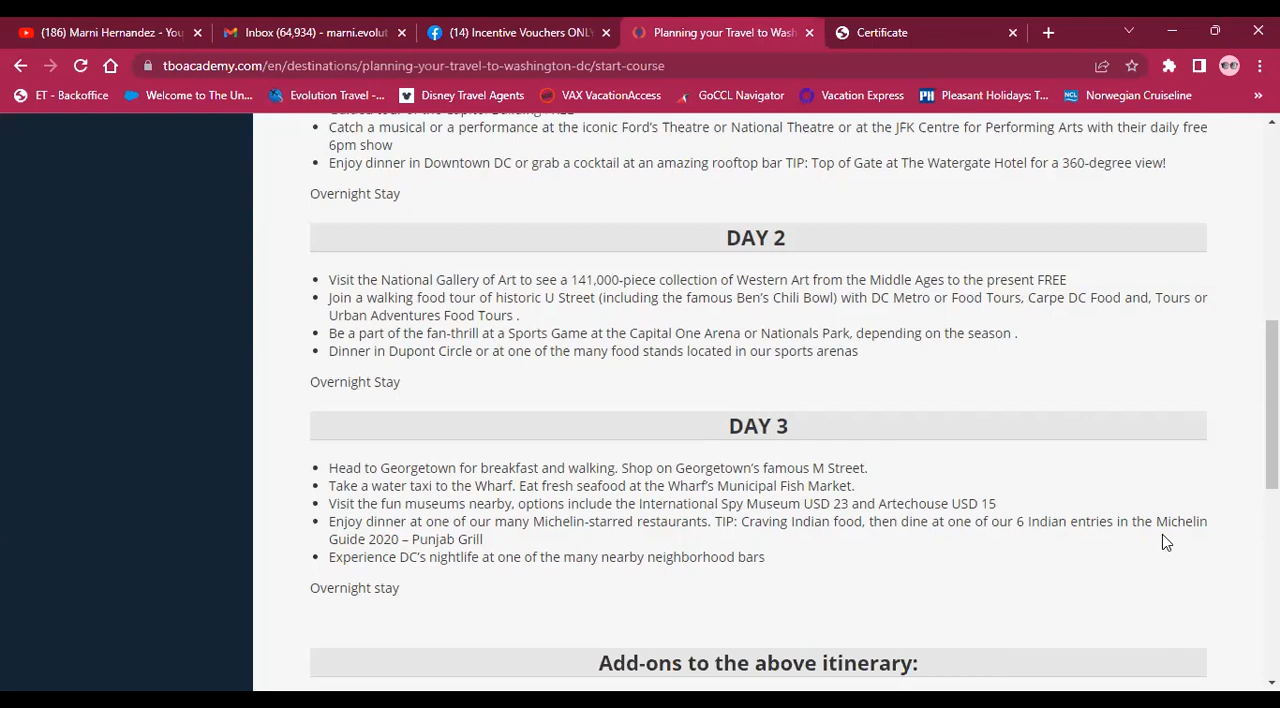 (186) Marni Hernandez - You
Inbox (64,934) - marni.evolut
(14) Incentive Vouchers ONLY
Planning your Travel to Wash
Certificate
tboacademy.com/en/destinations/planning-your-travel-to-washington-dc/start-course
ET - Backoffice
Welcome to The Un...
Evolution Travel -...
Disney Travel Agents
VAX VacationAccess
GoCCL Navigator
Vacation Express
Pleasant Holidays: T...
Norwegian Cruiseline
Guided tour of the Capitol Building FREE
• Catch a musical or a performance at the iconic Ford's Theatre or National Theatre or at the JFK Centre for Performing Arts with their daily free
6pm show
• Enjoy dinner in Downtown DC or grab a cocktail at an amazing rooftop bar TIP: Top of Gate at The Watergate Hotel for a 360-degree view!
Overnight Stay
DAY 2
• Visit the National Gallery of Art to see a 141,000-piece collection of Western Art from the Middle Ages to the present FREE
• Join a walking food tour of historic U Street (including the famous Ben's Chili Bowl) with DC Metro or Food Tours, Carpe DC Food and, Tours or
Urban Adventures Food Tours .
• Be a part of the fan-thrill at a Sports Game at the Capital One Arena or Nationals Park, depending on the season .
• Dinner in Dupont Circle or at one of the many food stands located in our sports arenas
Overnight Stay
DAY 3
• Head to Georgetown for breakfast and walking. Shop on Georgetown's famous M Street.
• Take a water taxi to the Wharf. Eat fresh seafood at the Wharf's Municipal Fish Market.
• Visit the fun museums nearby, options include the International Spy Museum USD 23 and Artechouse USD 15
• Enjoy dinner at one of our many Michelin-starred restaurants. TIP: Craving Indian food, then dine at one of our 6 Indian entries in the Michelin
Guide 2020 – Punjab Grill
• Experience DC's nightlife at one of the many nearby neighborhood bars
Overnight stay
Add-ons to the above itinerary: